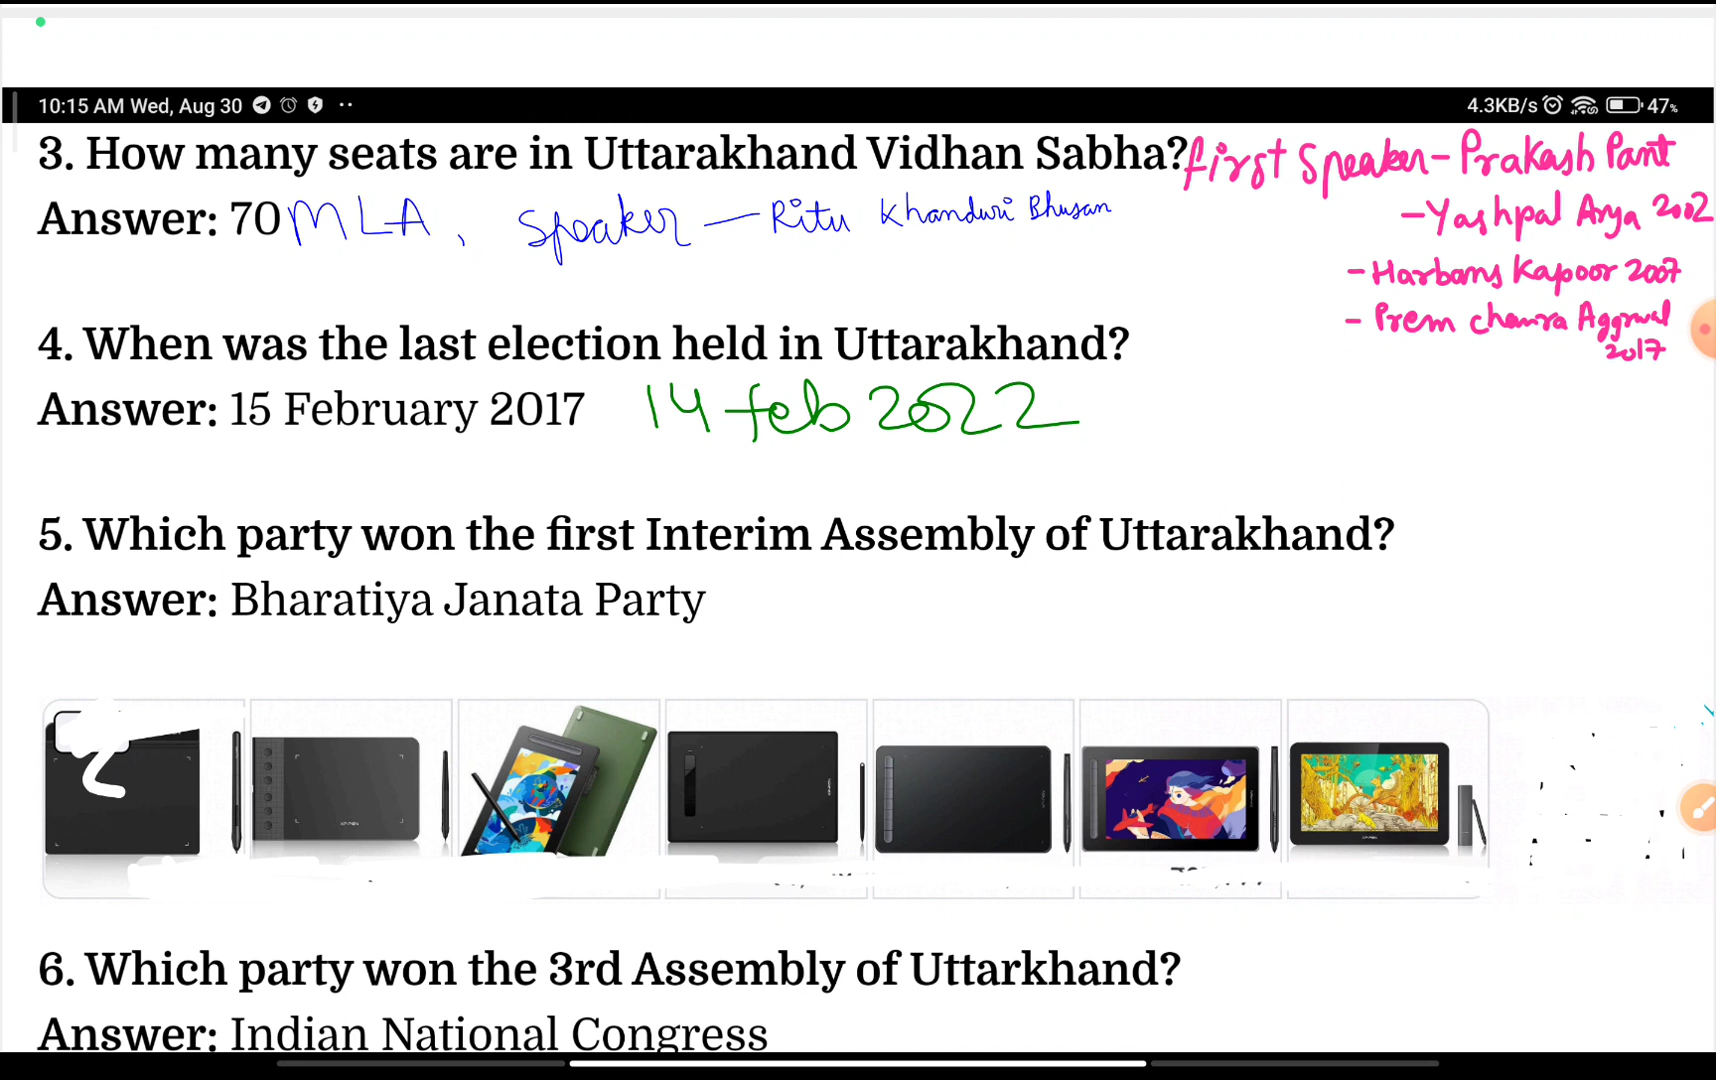 10:15 AM Wed, Aug 30
4.3KB/s 47%
3. How many seats are in Uttarakhand Vidhan Sabha?
first Speaker- Prakash Pant
Answer: 70 MLA, Speaker — Ritu Khanduri Bhusan
- Yashpal Arya 2002
- Harbans Kapoor 2007
- Prem chanra Aggrwal
2017
4. When was the last election held in Uttarakhand?
Answer: 15 February 2017 14 feb 2022
5. Which party won the first Interim Assembly of Uttarakhand?
Answer: Bharatiya Janata Party
6. Which party won the 3rd Assembly of Uttarkhand?
Answer: Indian National Congress